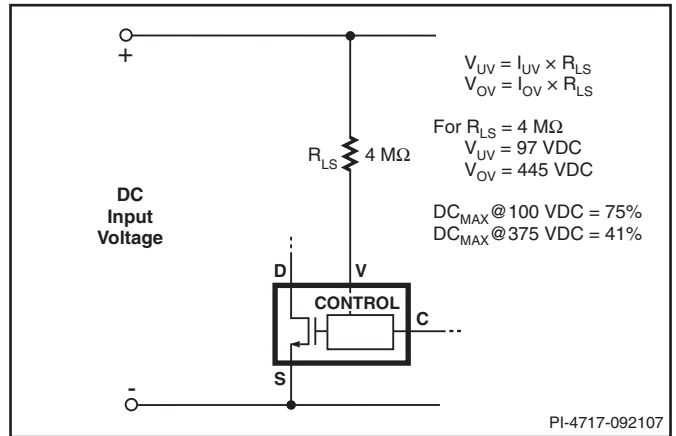 +
V_UV = I_UV × R_LS
V_OV = I_OV × R_LS
For R_LS = 4 MΩ
V_UV = 97 VDC
V_OV = 445 VDC
DC_MAX@100 VDC = 75%
DC_MAX@375 VDC = 41%
R_LS 4 MΩ
DC
Input
Voltage
D V
CONTROL
C
S
-
PI-4717-092107